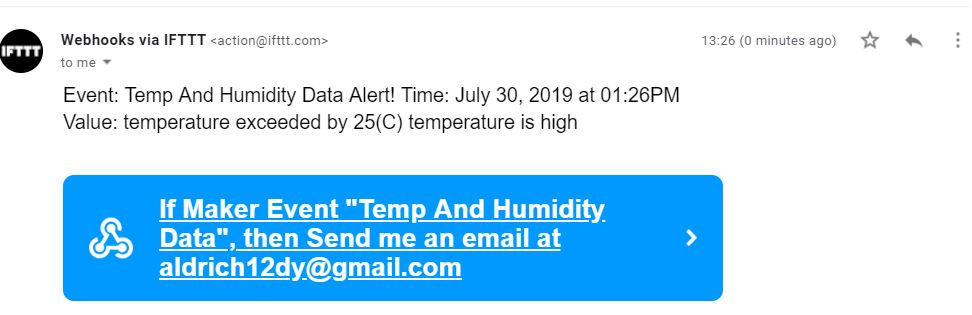 IFTTT
Webhooks via IFTTT <action@ifttt.com>
13:26 (0 minutes ago)
to me
Event: Temp And Humidity Data Alert! Time: July 30, 2019 at 01:26PM
Value: temperature exceeded by 25(C) temperature is high
If Maker Event "Temp And Humidity
Data", then Send me an email at
aldrich12dy@gmail.com